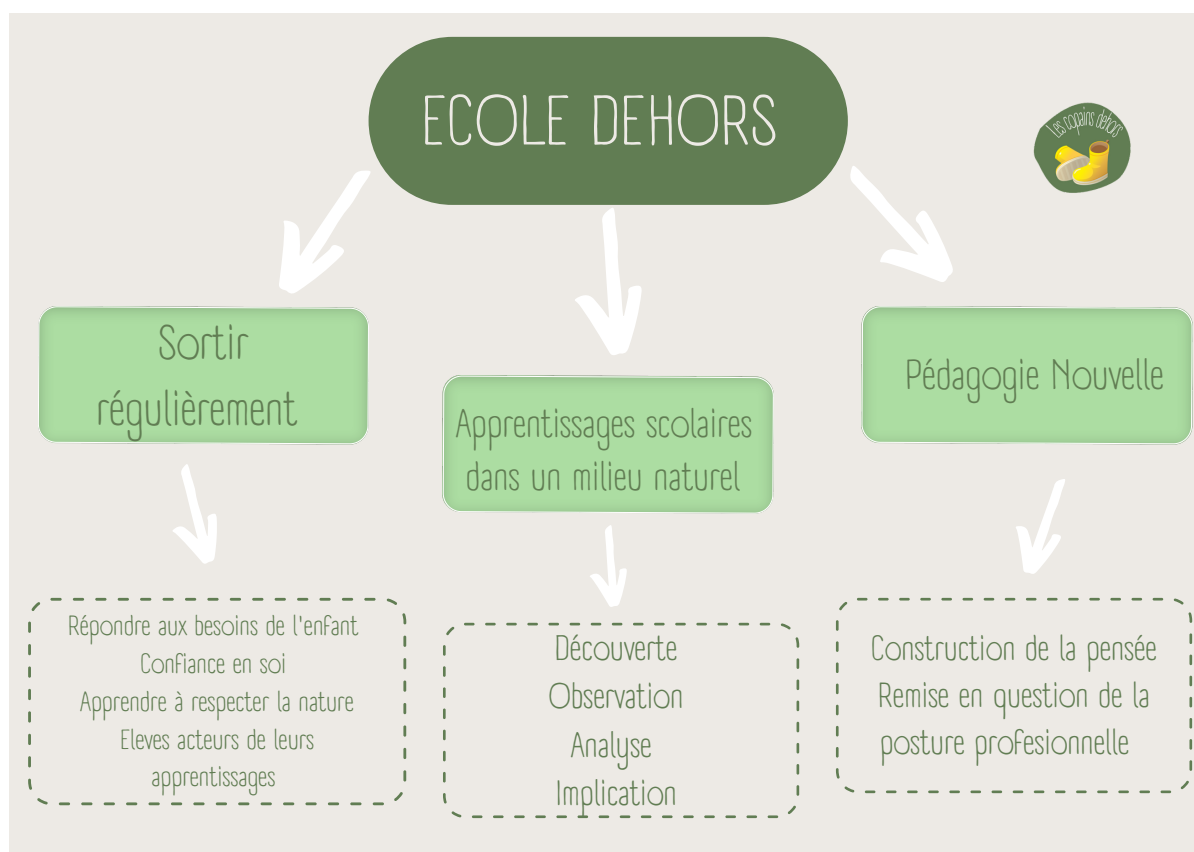 ECOLE DEHORS
Les copains dehors
Sortir
régulièrement
Apprentissages scolaires
dans un milieu naturel
Pédagogie Nouvelle
Répondre aux besoins de l'enfant
Confiance en soi
Apprendre à respecter la nature
Eleves acteurs de leurs
apprentissages
Découverte
Observation
Analyse
Implication
Construction de la pensée
Remise en question de la
posture profesionnelle